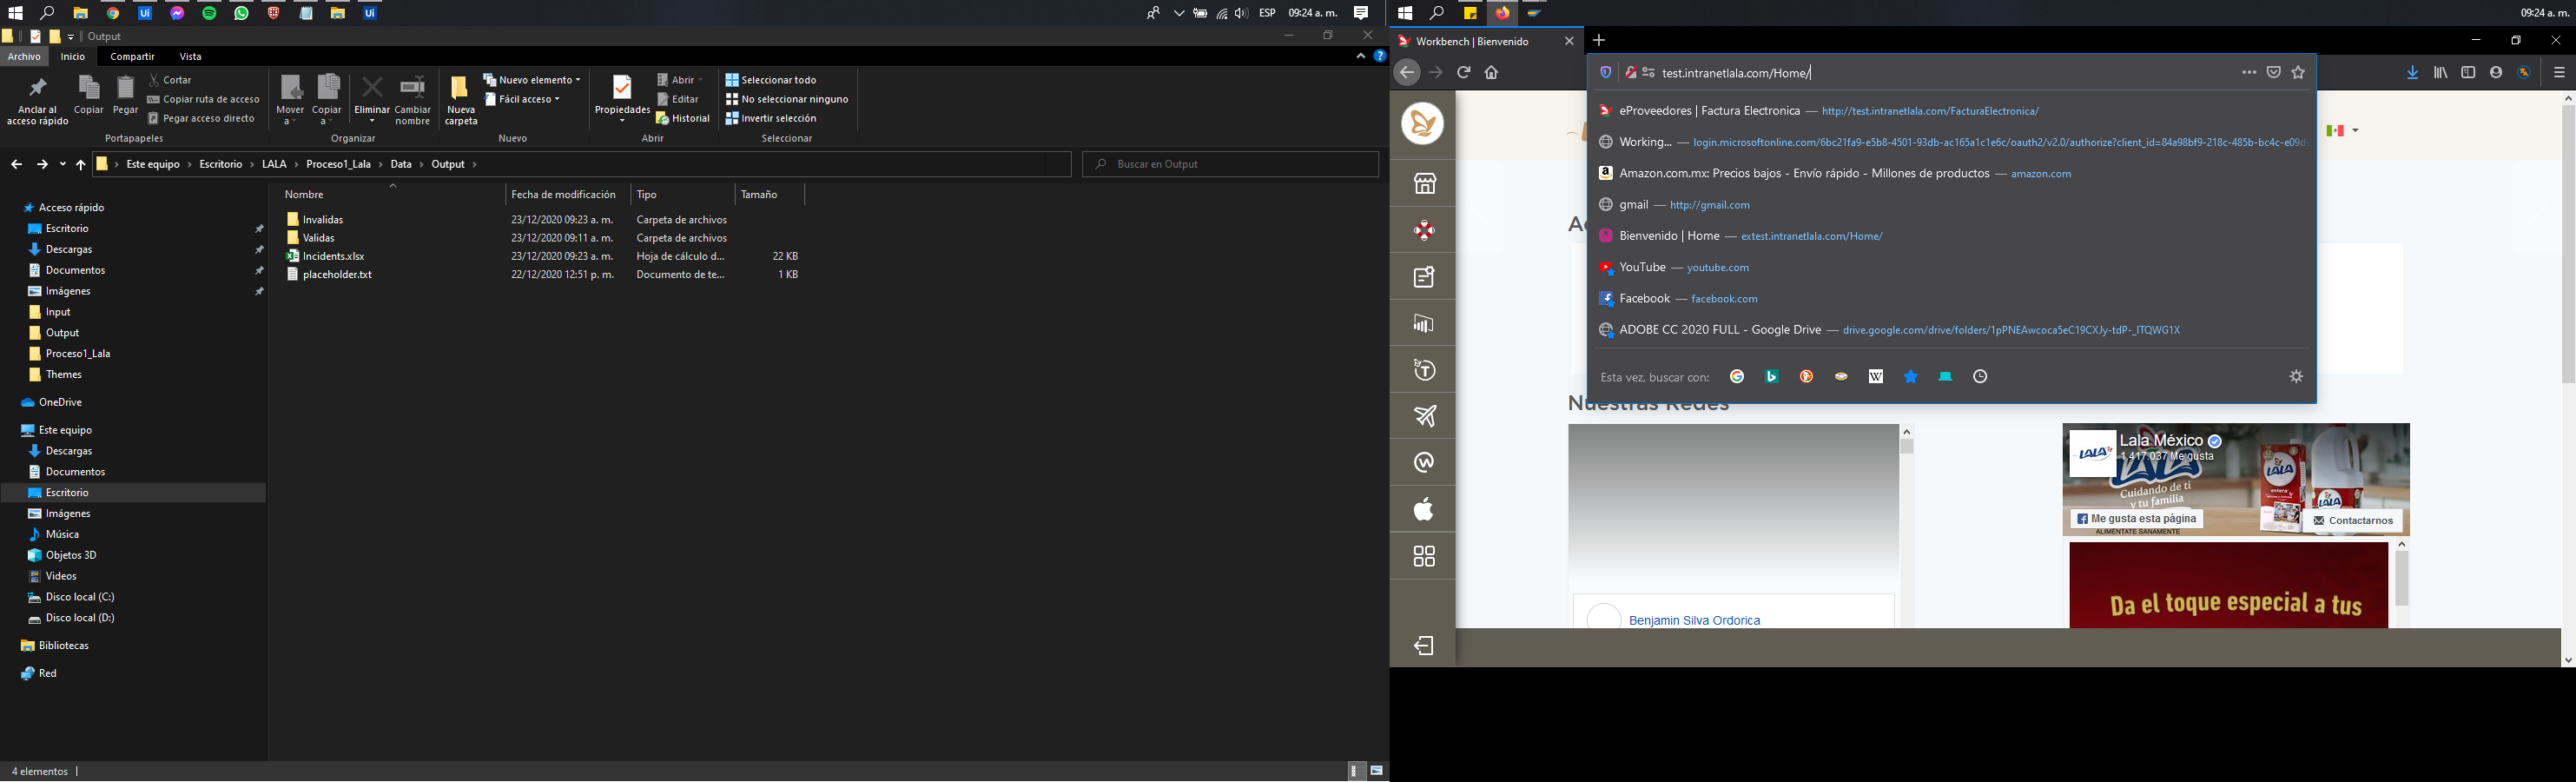 ESP 09:24 a. m.
Output
Archivo Inicio Compartir Vista
Anclar al acceso rápido
Copiar
Pegar
Cortar
Copiar ruta de acceso
Pegar acceso directo
Portapapeles
Mover a
Copiar a
Eliminar
Cambiar nombre
Organizar
Nueva carpeta
Nuevo elemento
Fácil acceso
Nuevo
Propiedades
Abrir
Editar
Historial
Abrir
Seleccionar todo
No seleccionar ninguno
Invertir selección
Seleccionar
Este equipo > Escritorio > LALA > Proceso1_Lala > Data > Output >
Buscar en Output
Nombre Fecha de modificación Tipo Tamaño
Invalidas 23/12/2020 09:23 a. m. Carpeta de archivos
Validas 23/12/2020 09:11 a. m. Carpeta de archivos
Incidents.xlsx 23/12/2020 09:23 a. m. Hoja de cálculo d... 22 KB
placeholder.txt 22/12/2020 12:51 p. m. Documento de te... 1 KB
Acceso rápido
Escritorio
Descargas
Documentos
Imágenes
Input
Output
Proceso1_Lala
Themes
OneDrive
Este equipo
Descargas
Documentos
Escritorio
Imágenes
Música
Objetos 3D
Videos
Disco local (C:)
Disco local (D:)
Bibliotecas
Red
4 elementos
09:24 a. m.
Workbench | Bienvenido
test.intranetlala.com/Home/
eProveedores | Factura Electronica — http://test.intranetlala.com/FacturaElectronica/
Working... — login.microsoftonline.com/6bc21fa9-e5b8-4501-93db-ac165a1c1e6c/oauth2/v2.0/authorize?client_id=84a98bf9-218c-485b-bc4c-e09d
Amazon.com.mx: Precios bajos - Envío rápido - Millones de productos — amazon.com
gmail — http://gmail.com
Bienvenido | Home — extest.intranetlala.com/Home/
YouTube — youtube.com
Facebook — facebook.com
ADOBE CC 2020 FULL - Google Drive — drive.google.com/drive/folders/1pPNEAwcoca5eC19CXJy-tdP-_ITQWG1X
Esta vez, buscar con:
Nuestras Redes
Benjamin Silva Ordorica
Lala México
1,417,037 Me gusta
LALA
Cuidando de ti
y tu familia
Me gusta esta página
Contactarnos
ALIMÉNTATE SANAMENTE
Da el toque especial a tus